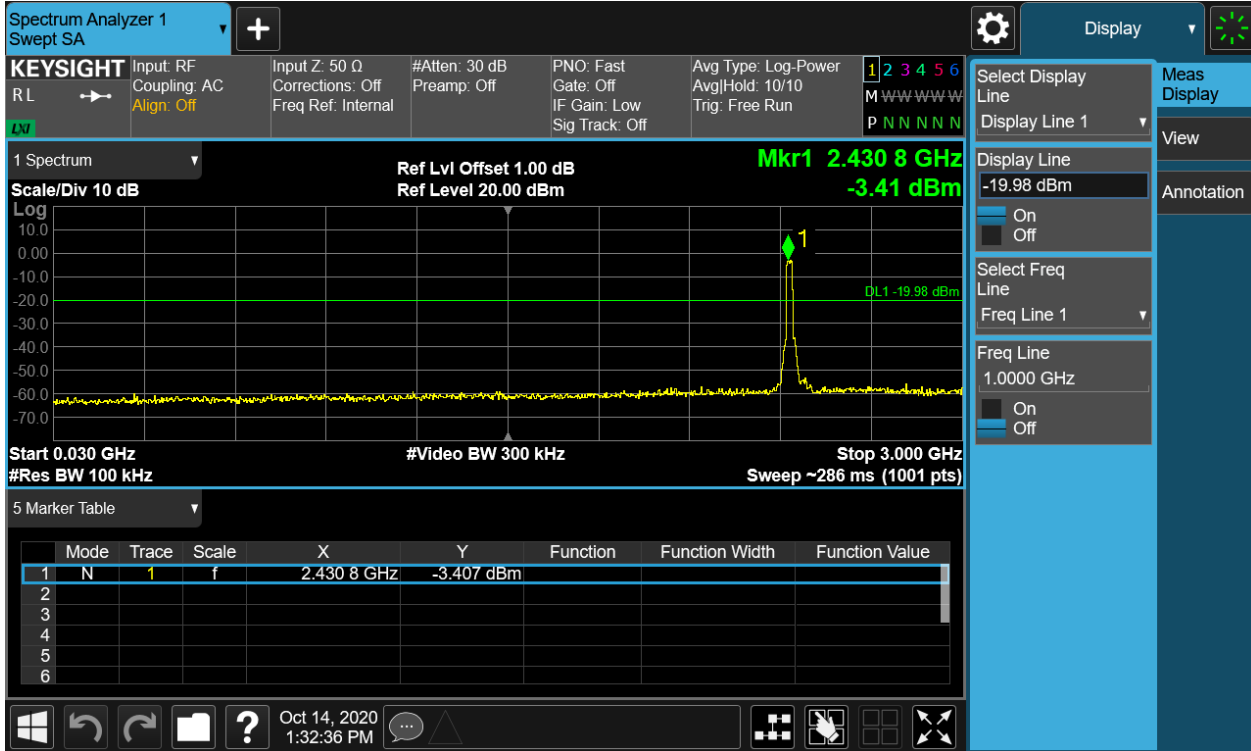 Spectrum Analyzer 1
Swept SA
Display
KEYSIGHT
RL
LXI
Input: RF
Coupling: AC
Align: Off
Input Z: 50 Ω
Corrections: Off
Freq Ref: Internal
#Atten: 30 dB
Preamp: Off
PNO: Fast
Gate: Off
IF Gain: Low
Sig Track: Off
Avg Type: Log-Power
Avg|Hold: 10/10
Trig: Free Run
1 2 3 4 5 6
M W W W W W
P N N N N N
1 Spectrum
Scale/Div 10 dB
Ref Lvl Offset 1.00 dB
Ref Level 20.00 dBm
Mkr1 2.430 8 GHz
-3.41 dBm
Log
10.0
0.00
-10.0
-20.0
-30.0
-40.0
-50.0
-60.0
-70.0
1
DL1 -19.98 dBm
Start 0.030 GHz
#Res BW 100 kHz
#Video BW 300 kHz
Stop 3.000 GHz
Sweep ~286 ms (1001 pts)
5 Marker Table
Mode Trace Scale X Y Function Function Width Function Value
1 N 1 f 2.430 8 GHz -3.407 dBm
2
3
4
5
6
Select Display
Line
Display Line 1
Display Line
-19.98 dBm
On
Off
Select Freq
Line
Freq Line 1
Freq Line
1.0000 GHz
On
Off
Meas
Display
View
Annotation
?
Oct 14, 2020
1:32:36 PM